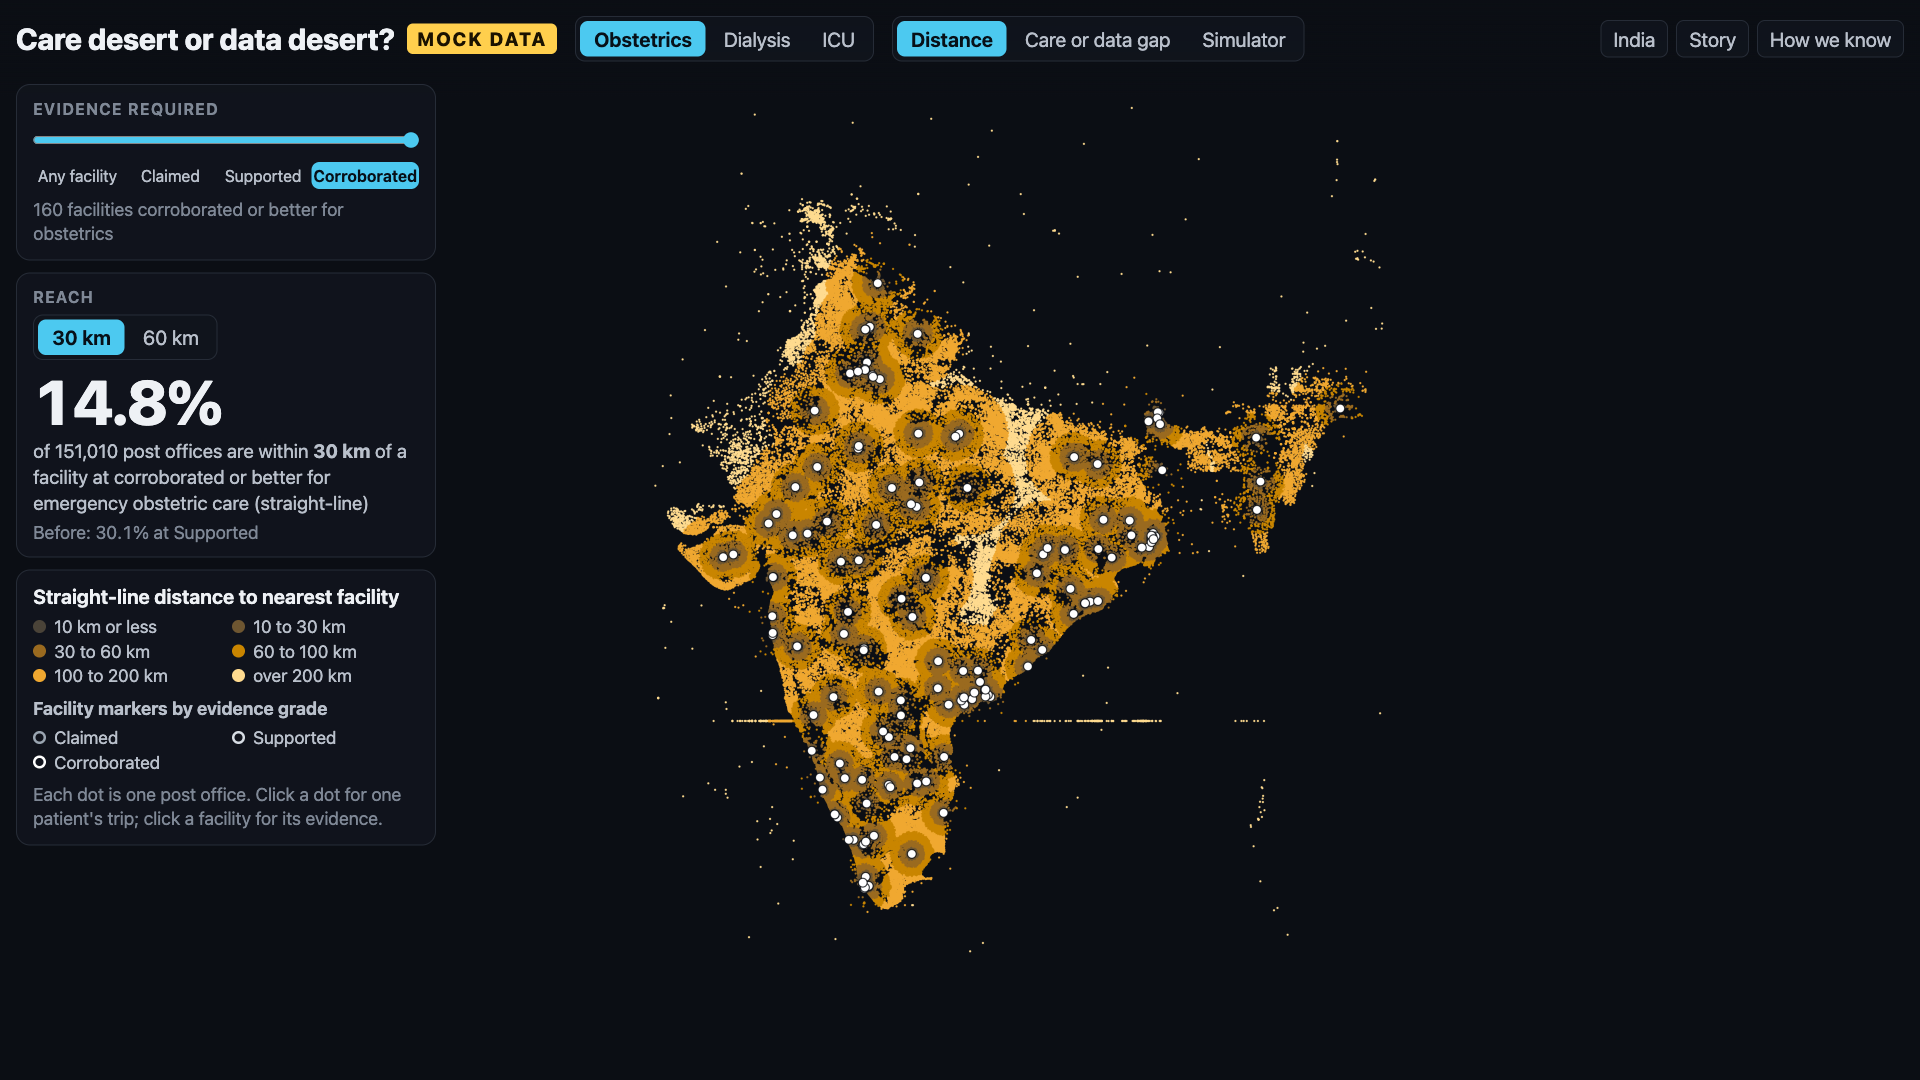 Care desert or data desert?
MOCK DATA
Obstetrics
Dialysis
ICU
Distance
Care or data gap
Simulator
India
Story
How we know
EVIDENCE REQUIRED
Any facility
Claimed
Supported
Corroborated
160 facilities corroborated or better for
obstetrics
REACH
30 km
60 km
14.8%
of 151,010 post offices are within 30 km of a
facility at corroborated or better for
emergency obstetric care (straight-line)
Before: 30.1% at Supported
Straight-line distance to nearest facility
10 km or less
10 to 30 km
30 to 60 km
60 to 100 km
100 to 200 km
over 200 km
Facility markers by evidence grade
Claimed
Supported
Corroborated
Each dot is one post office. Click a dot for one
patient's trip; click a facility for its evidence.